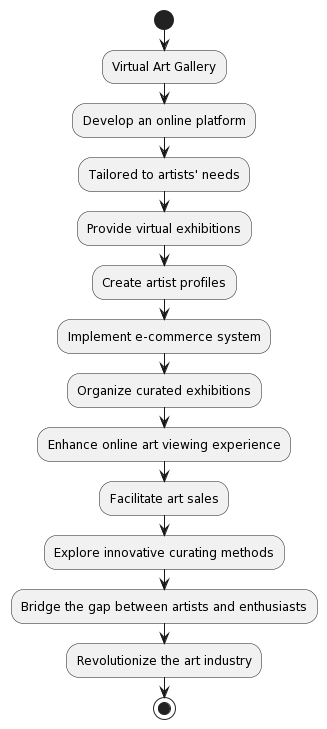 Virtual Art Gallery
Develop an online platform
Tailored to artists' needs
Provide virtual exhibitions
Create artist profiles
Implement e-commerce system
Organize curated exhibitions
Enhance online art viewing experience
Facilitate art sales
Explore innovative curating methods
Bridge the gap between artists and enthusiasts
Revolutionize the art industry